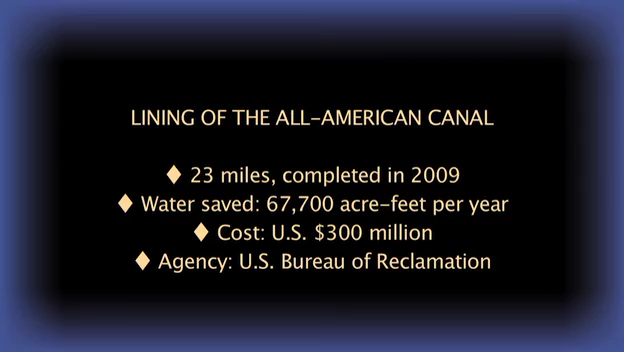 LINING OF THE ALL-AMERICAN CANAL
♦ 23 miles, completed in 2009
♦ Water saved: 67,700 acre-feet per year
♦ Cost: U.S. $300 million
♦ Agency: U.S. Bureau of Reclamation